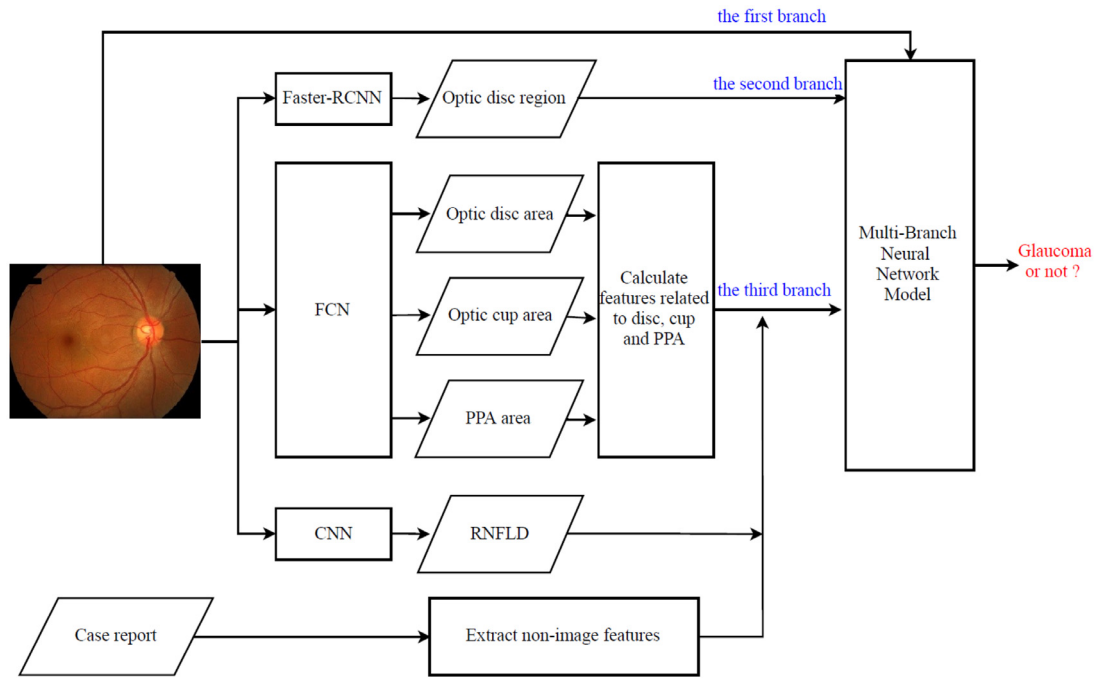 the first branch
Faster-RCNN
Optic disc region
the second branch
FCN
Optic disc area
Optic cup area
PPA area
Calculate
features related
to disc, cup
and PPA
the third branch
Multi-Branch
Neural
Network
Model
Glaucoma
or not ?
CNN
RNFLD
Case report
Extract non-image features